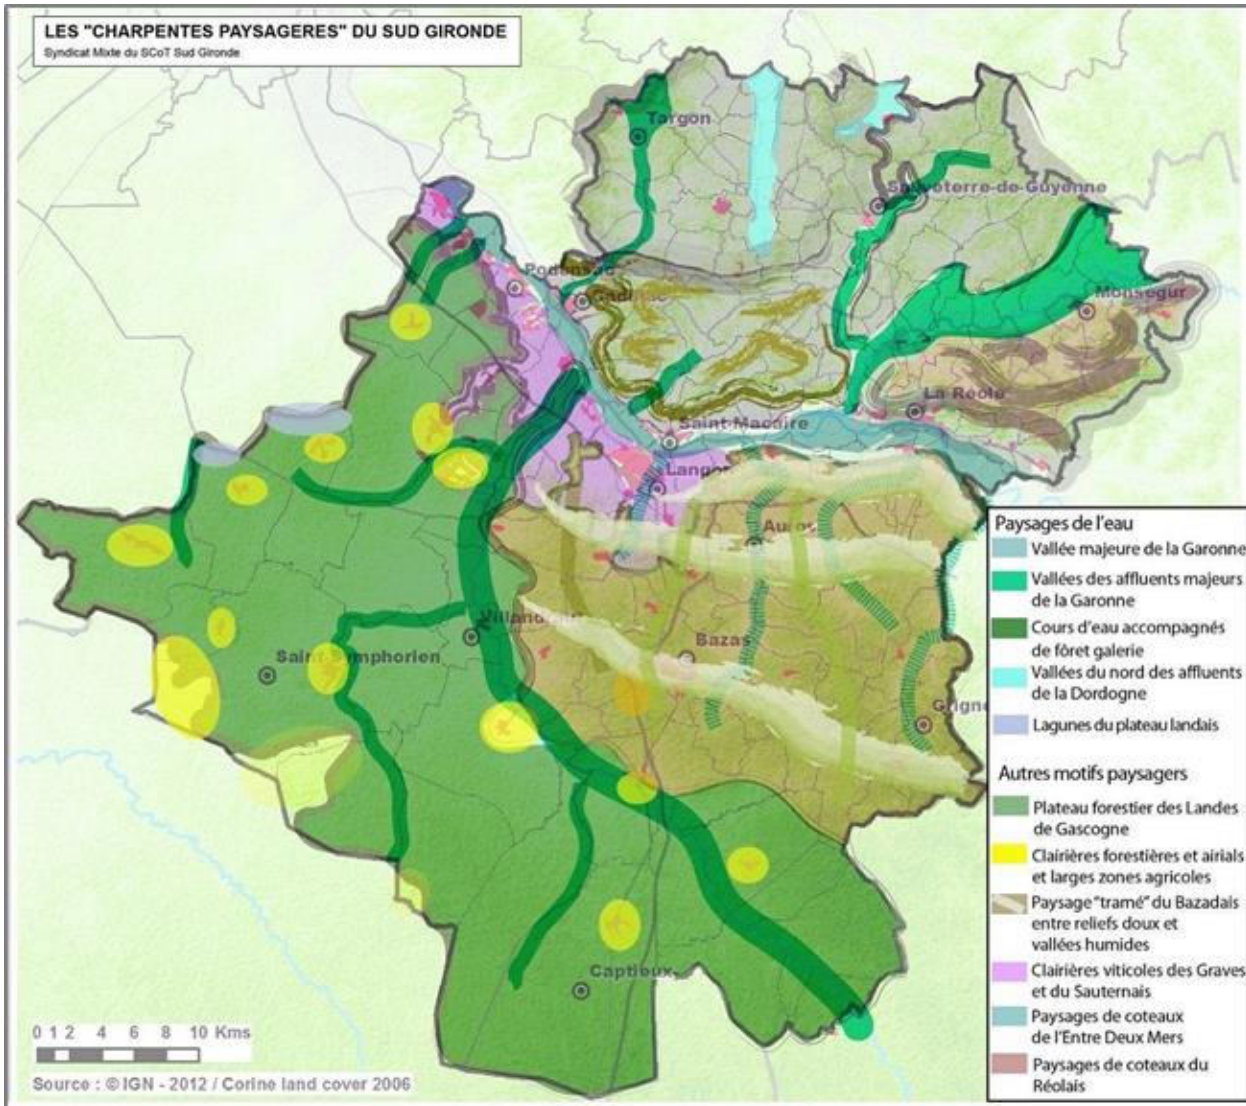 LES "CHARPENTES PAYSAGERES" DU SUD GIRONDE
Syndicat Mixte du SCoT Sud Gironde
Targon
Sauveterre-de-Guyenne
Podensac
Cadillac
Monségur
La Réole
Saint-Macaire
Langon
Auros
Villandraut
Bazas
Saint-Symphorien
Grignols
Captieux
Paysages de l'eau
Vallée majeure de la Garonne
Vallées des affluents majeurs
de la Garonne
Cours d'eau accompagnés
de fôret galerie
Vallées du nord des affluents
de la Dordogne
Lagunes du plateau landais
Autres motifs paysagers
Plateau forestier des Landes
de Gascogne
Clairières forestières et airials
et larges zones agricoles
Paysage "tramé" du Bazadais
entre reliefs doux et
vallées humides
Clairières viticoles des Graves
et du Sauternais
Paysages de coteaux
de l'Entre Deux Mers
Paysages de coteaux du
Réolais
0 1 2 4 6 8 10 Kms
Source : © IGN - 2012 / Corine land cover 2006